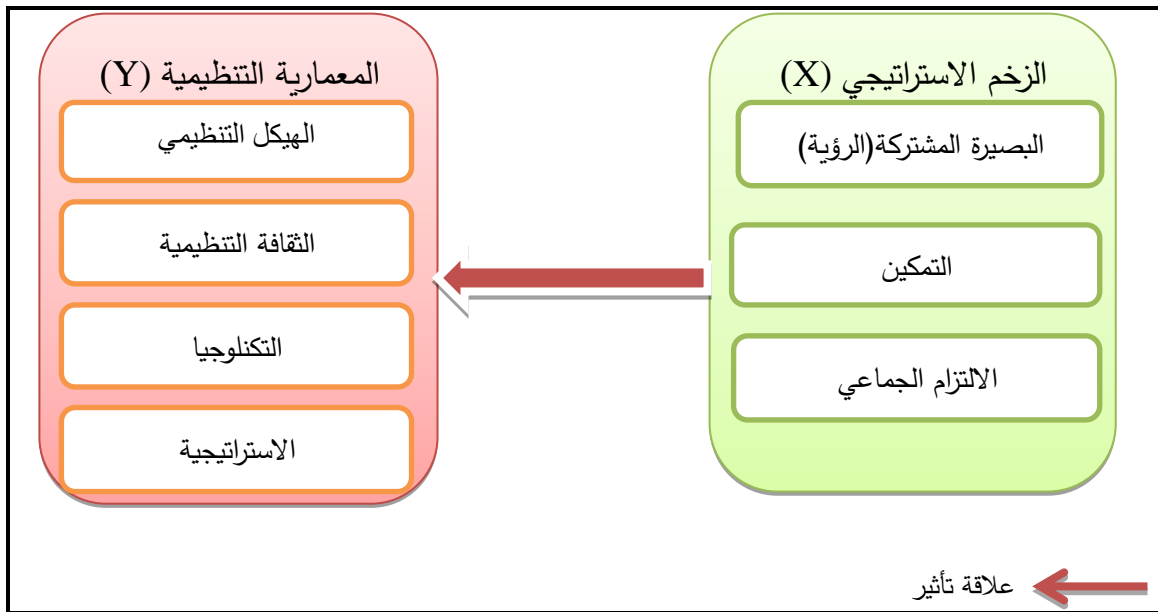 الزخم الاستراتيجي (X)
البصيرة المشتركة(الرؤية)
التمكين
الالتزام الجماعي
المعمارية التنظيمية (Y)
الهيكل التنظيمي
الثقافة التنظيمية
التكنلوجيا
الاستراتيجية
علاقة تأثير